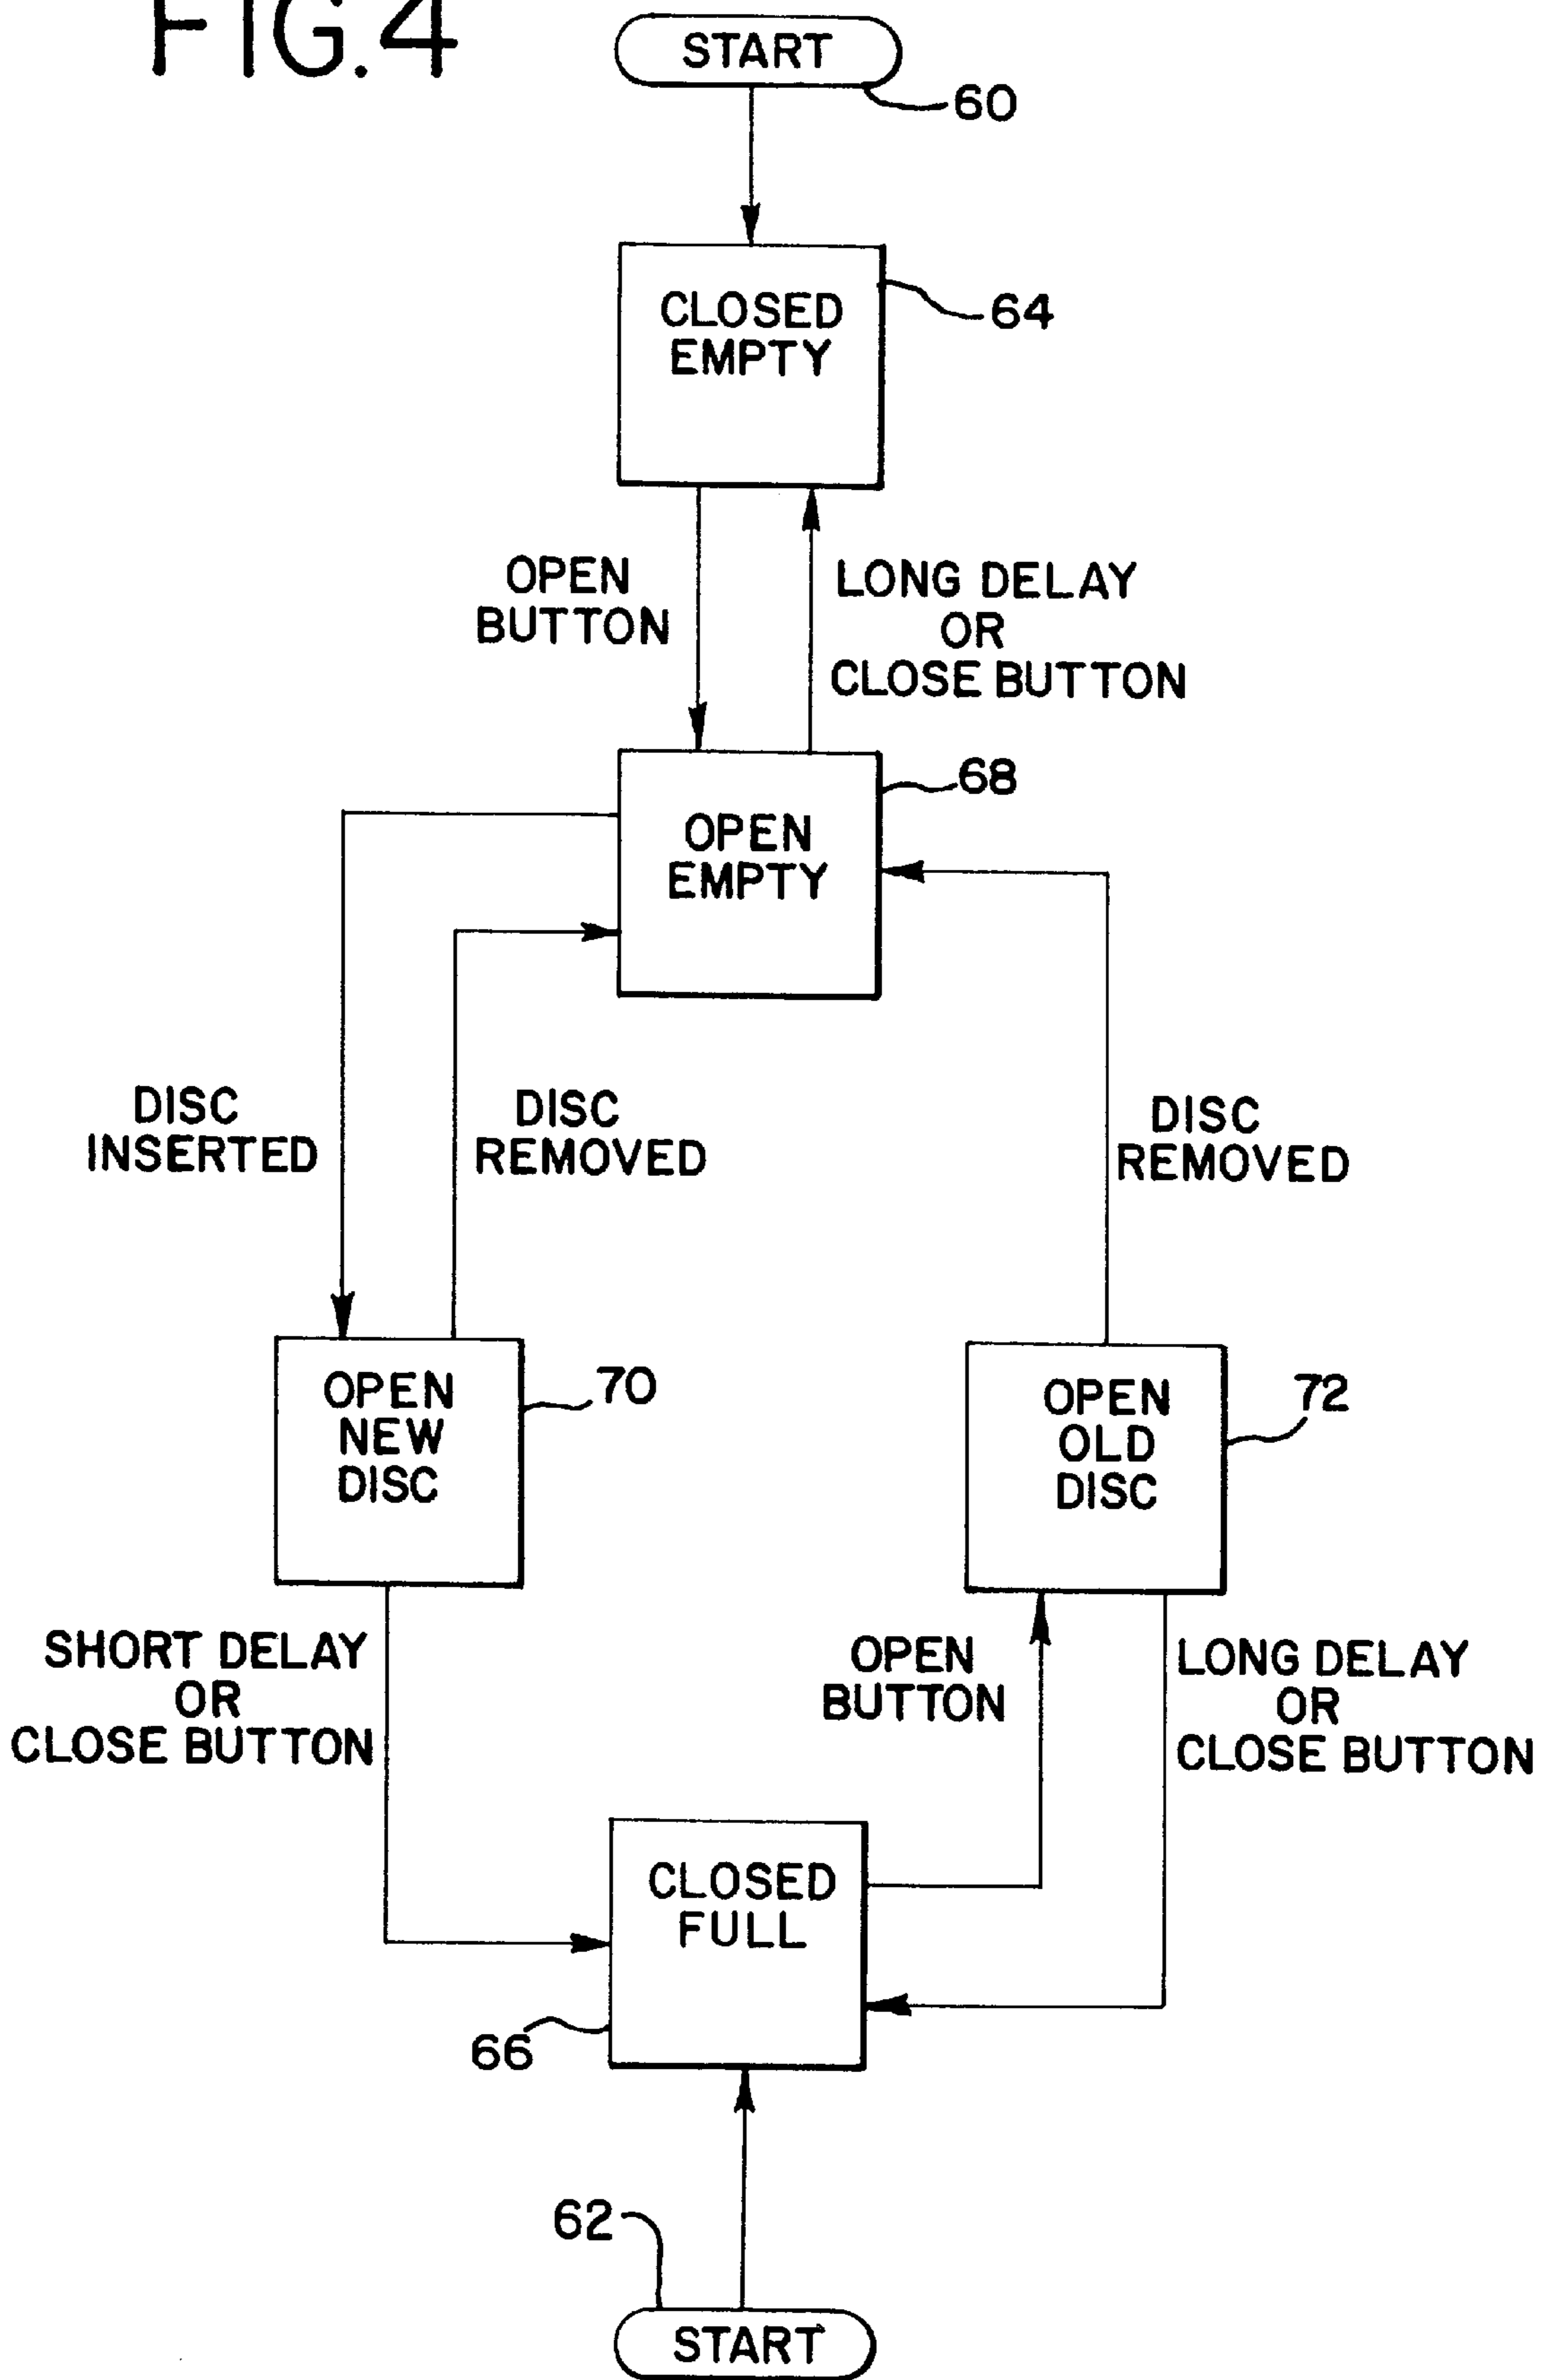 FIG. 4
START
60
CLOSED
EMPTY
64
OPEN
BUTTON
LONG DELAY
OR
CLOSE BUTTON
68
OPEN
EMPTY
DISC
INSERTED
DISC
REMOVED
DISC
REMOVED
OPEN
NEW
DISC
70
OPEN
OLD
DISC
72
SHORT DELAY
OR
CLOSE BUTTON
OPEN
BUTTON
LONG DELAY
OR
CLOSE BUTTON
CLOSED
FULL
66
62
START